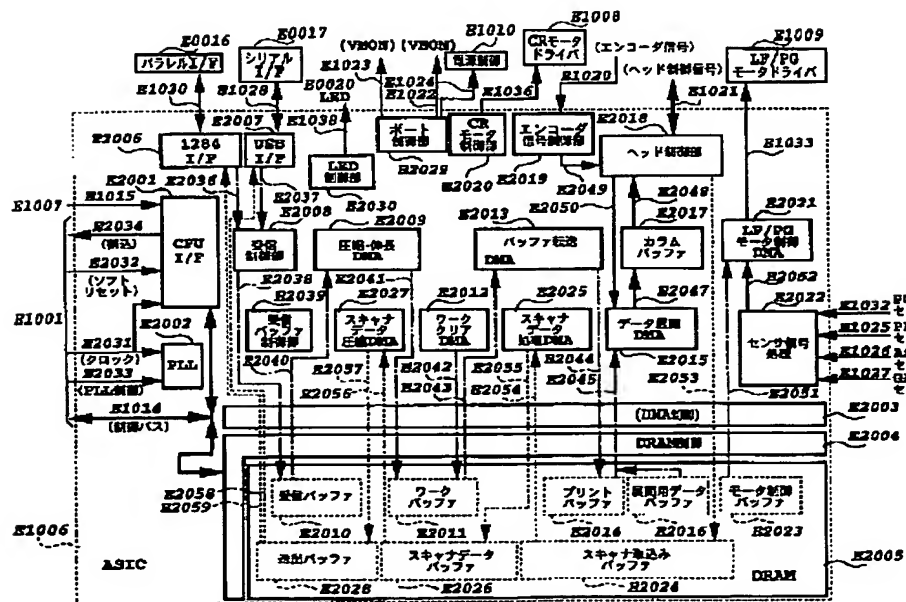 E0016
E0017
E1010
E1008
E1009
パラレルI/F
シリアル
I/F
(VMON) (VHON)
E1023
電源制御
CRモータ
ドライバ
(エンコーダ信号)
(ヘッド制御信号)
LF/PG
モータドライバ
E1030
E1028
E0020
LED
E1024
E1022
E1036
E1020
E1021
E1038
E2006
E2007
1284
I/F
USB
I/F
ポート
制御部
CR
モータ
制御部
エンコーダ
信号処理部
E2018
ヘッド制御部
E1033
LED
制御部
E2029
E2020
E2019
E2049
E2001
E2036
E2037
E2030
E2050
E2048
E1007
E1015
E2008
E2009
E2013
E2017
E2021
E2034
(割込)
CPU
I/F
受信
制御部
圧縮・伸長
DMA
バッファ転送
DMA
カラム
バッファ
LF/PG
モータ制御
DMA
E2032
(ソフト
リセット)
E2038
E2041
E2027
E2012
E2025
E2047
E2052
E2022
E2039
E1001
E2002
受信
バッファ
制御部
スキャナ
データ
圧縮DMA
ワーク
クリア
DMA
スキャナ
データ
処理DMA
データ展開
DMA
センサ信号
処理
E1032
E1025
E1026
E1027
E2031
(クロック)
PLL
E2033
(PLL制御)
E2040
E2057
E2056
E2042
E2043
E2055
E2054
E2044
E2045
E2015
E2053
E2051
E1014
(制御バス)
(DMA制御)
E2003
DRAM制御
E2004
E2058
E2059
受信バッファ
ワーク
バッファ
プリント
バッファ
展開用データ
バッファ
モータ制御
バッファ
E1006
E2010
E2011
E2014
E2016
E2023
ASIC
送出バッファ
スキャナデータ
バッファ
スキャナ取込み
バッファ
DRAM
E2005
E2028
E2026
E2024